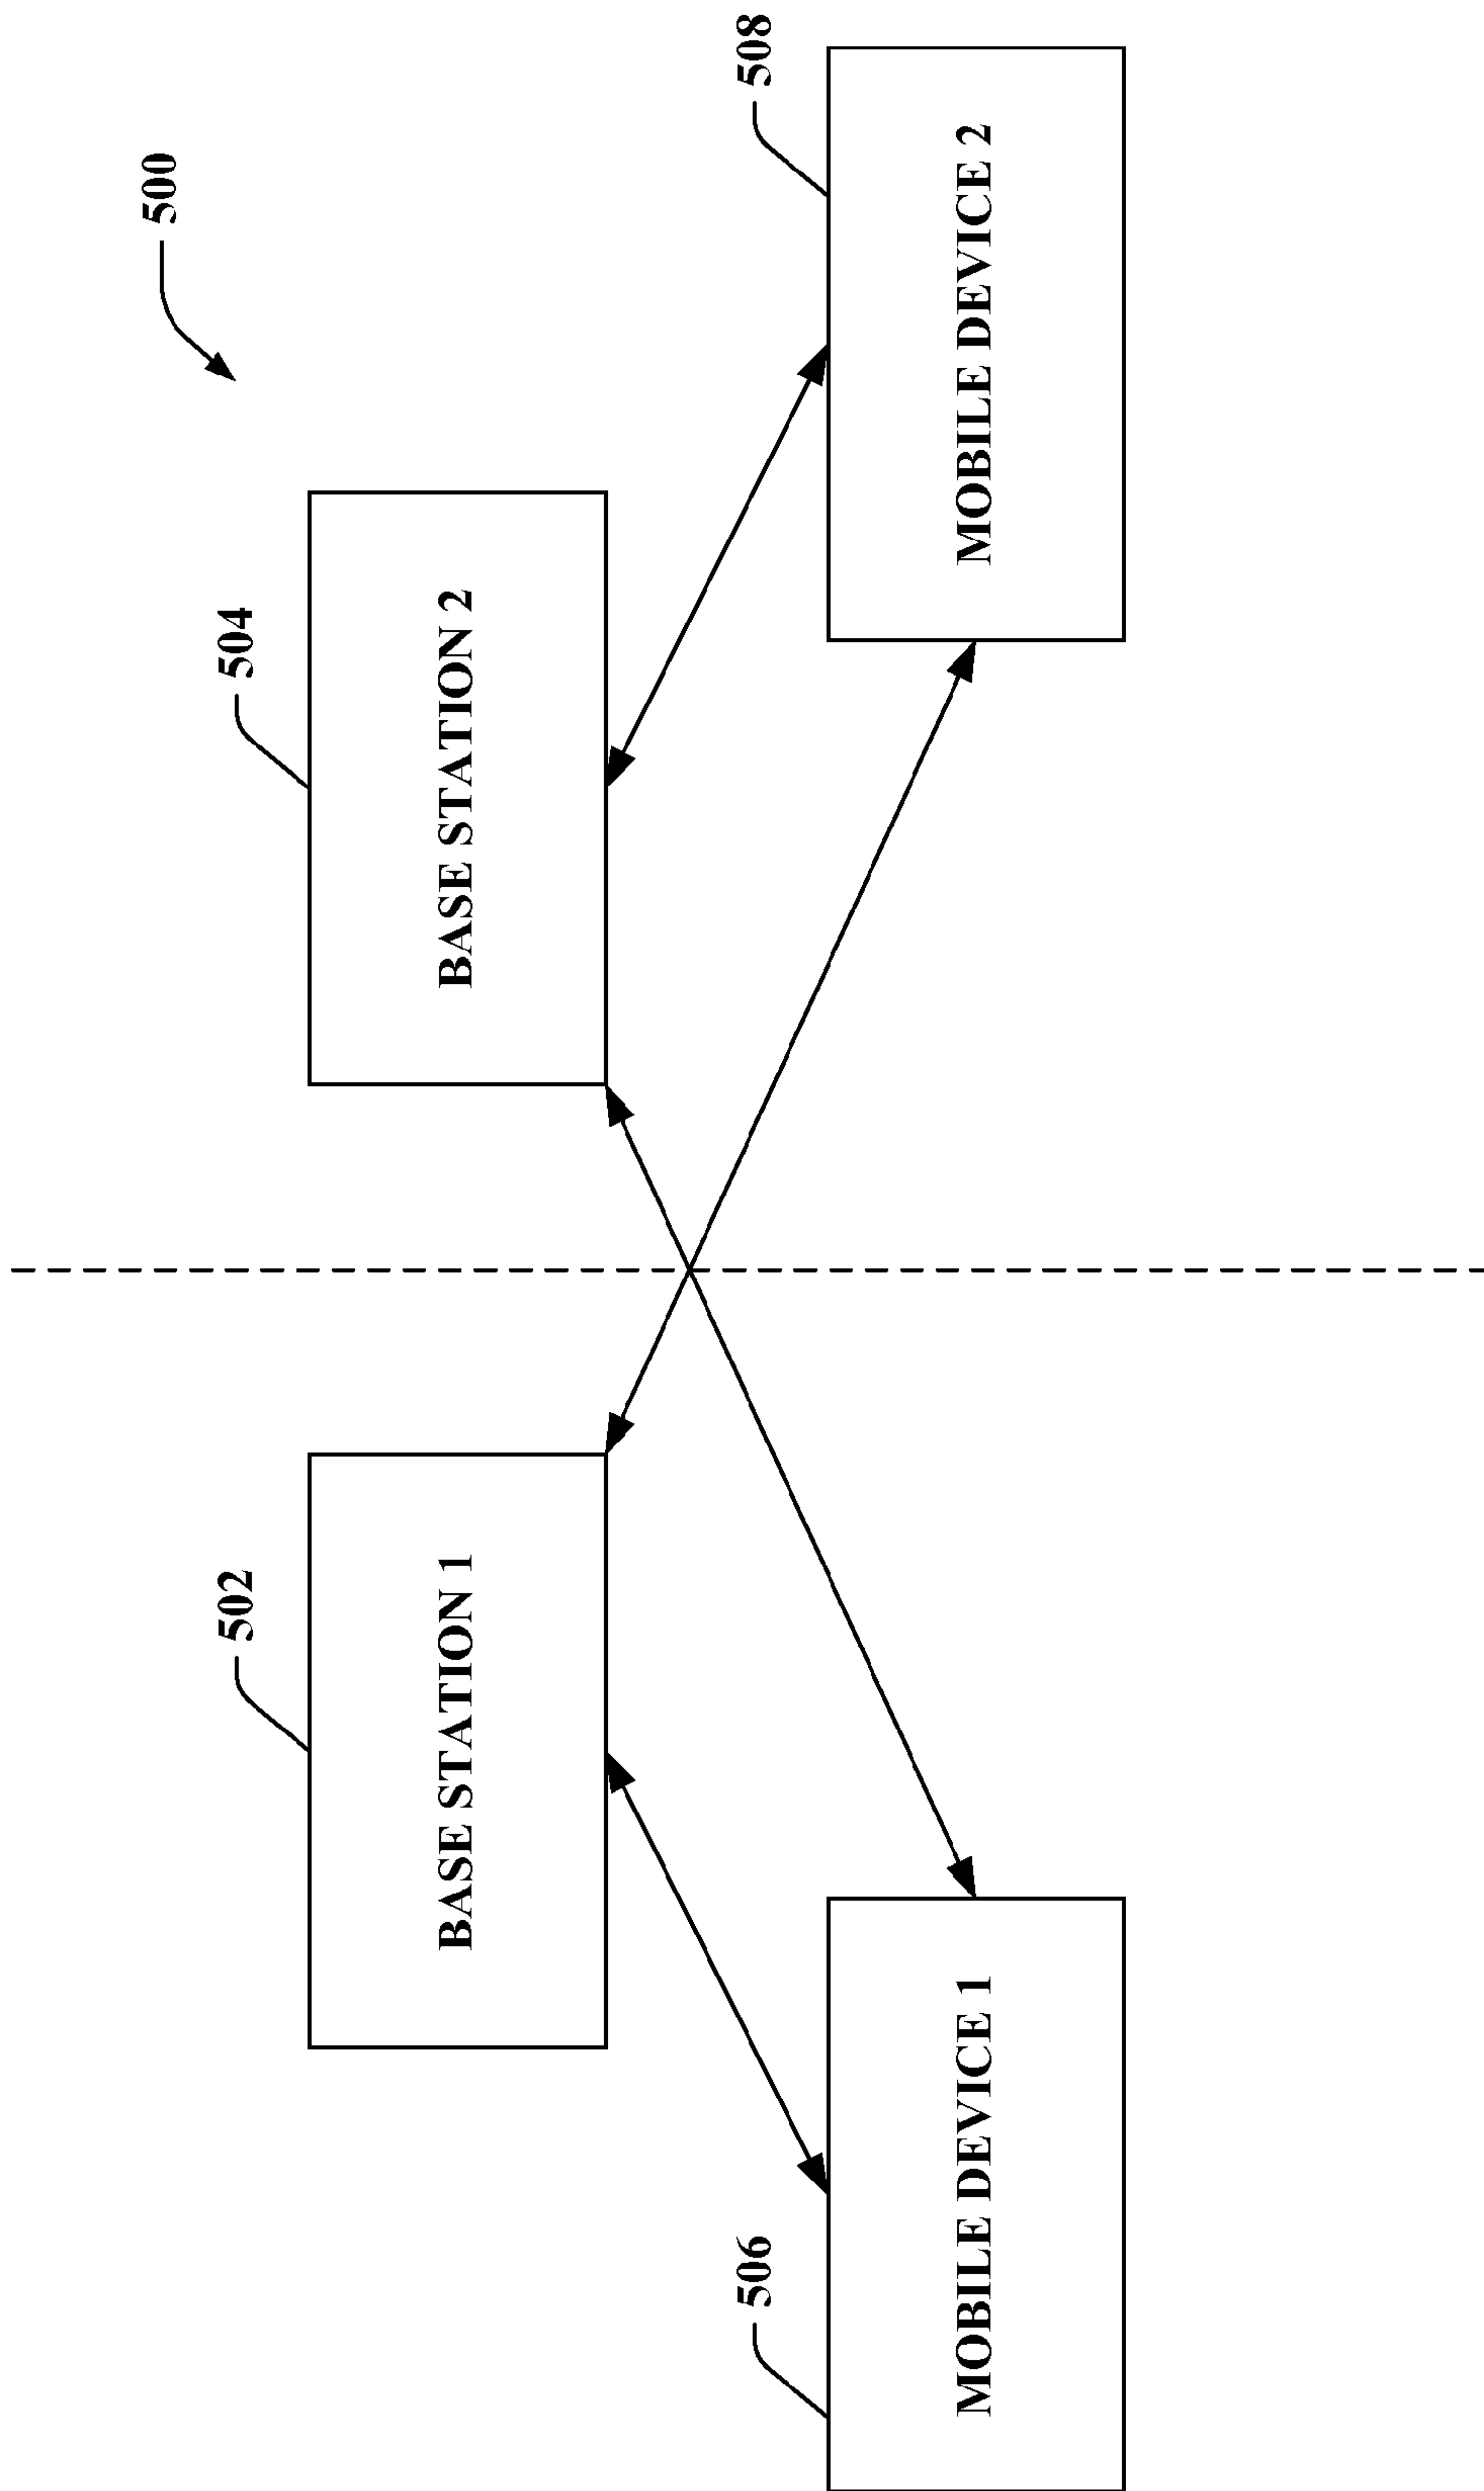 500
502
BASE STATION 1
504
BASE STATION 2
506
MOBILE DEVICE 1
508
MOBILE DEVICE 2